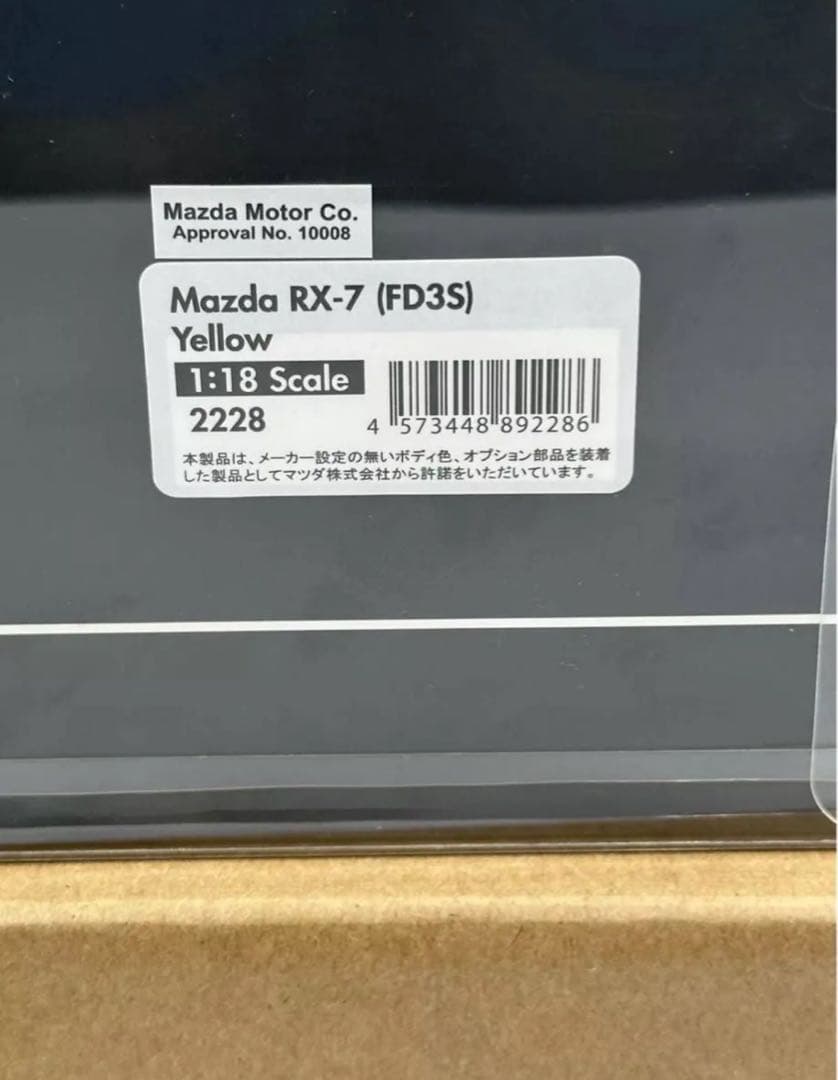 Mazda Motor Co.
Approval No. 10008
Mazda RX-7 (FD3S)
Yellow
1:18 Scale
2228
4 573448 892286
本製品は、メーカー設定の無いボディ色、オプション部品を装着
した製品としてマツダ株式会社から許諾をいただいています。